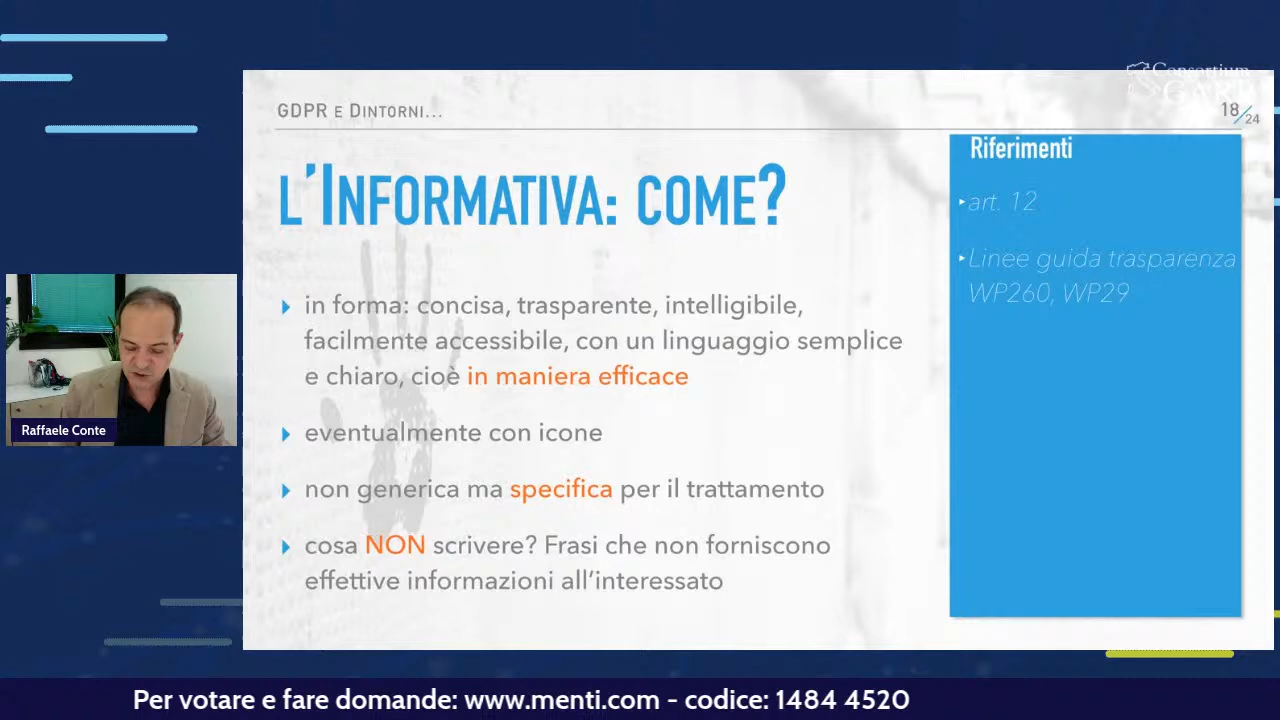 Consortium
GARR
GDPR E DINTORNI...
18/24
L'INFORMATIVA: COME?
in forma: concisa, trasparente, intelligibile,
facilmente accessibile, con un linguaggio semplice
e chiaro, cioè in maniera efficace
eventualmente con icone
non generica ma specifica per il trattamento
cosa NON scrivere? Frasi che non forniscono
effettive informazioni all'interessato
Riferimenti
art. 12
Linee guida trasparenza
WP260, WP29
Raffaele Conte
Per votare e fare domande: www.menti.com - codice: 1484 4520